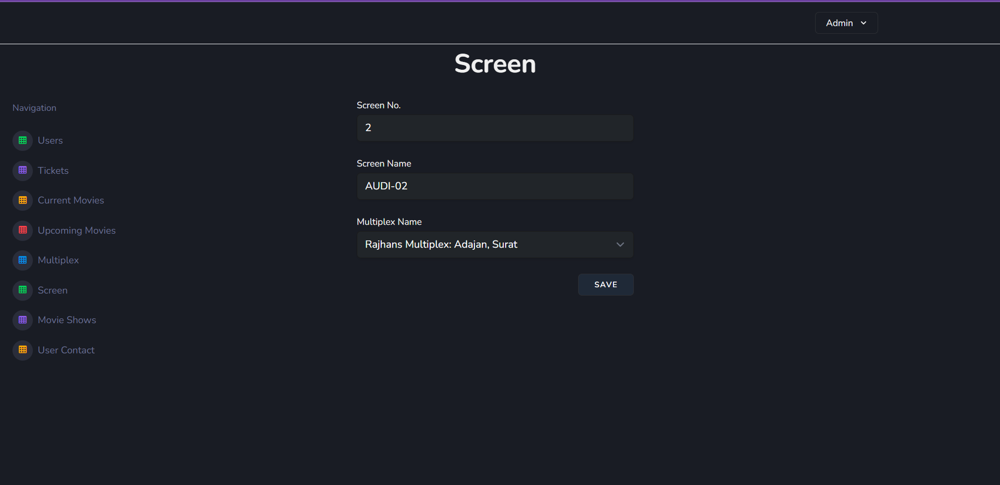 Admin
Screen
Navigation
Users
Tickets
Current Movies
Upcoming Movies
Multiplex
Screen
Movie Shows
User Contact
Screen No.
2
Screen Name
AUDI-02
Multiplex Name
Rajhans Multiplex: Adajan, Surat
SAVE